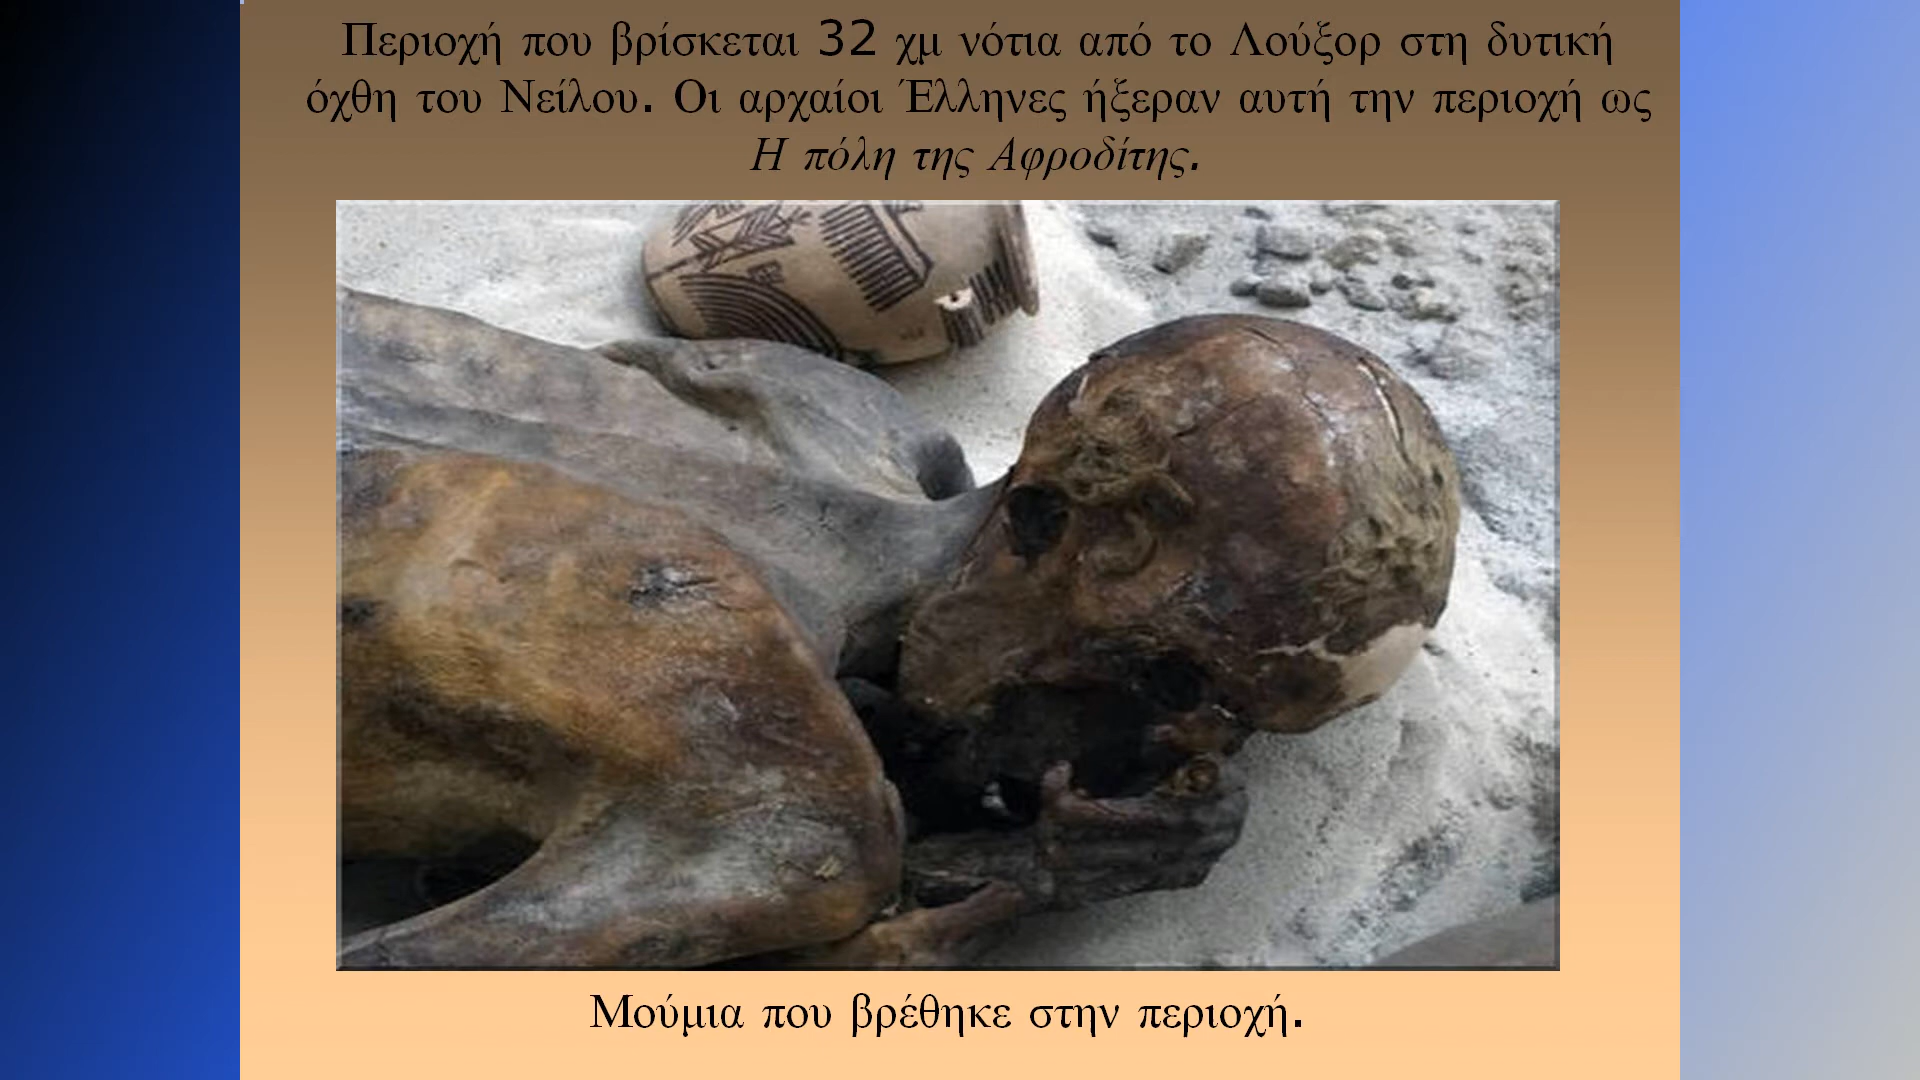 Περιοχή που βρίσκεται 32 χμ νότια από το Λούξορ στη δυτική
όχθη του Νείλου. Οι αρχαίοι Έλληνες ήξεραν αυτή την περιοχή ως
Η πόλη της Αφροδίτης.
Μούμια που βρέθηκε στην περιοχή.